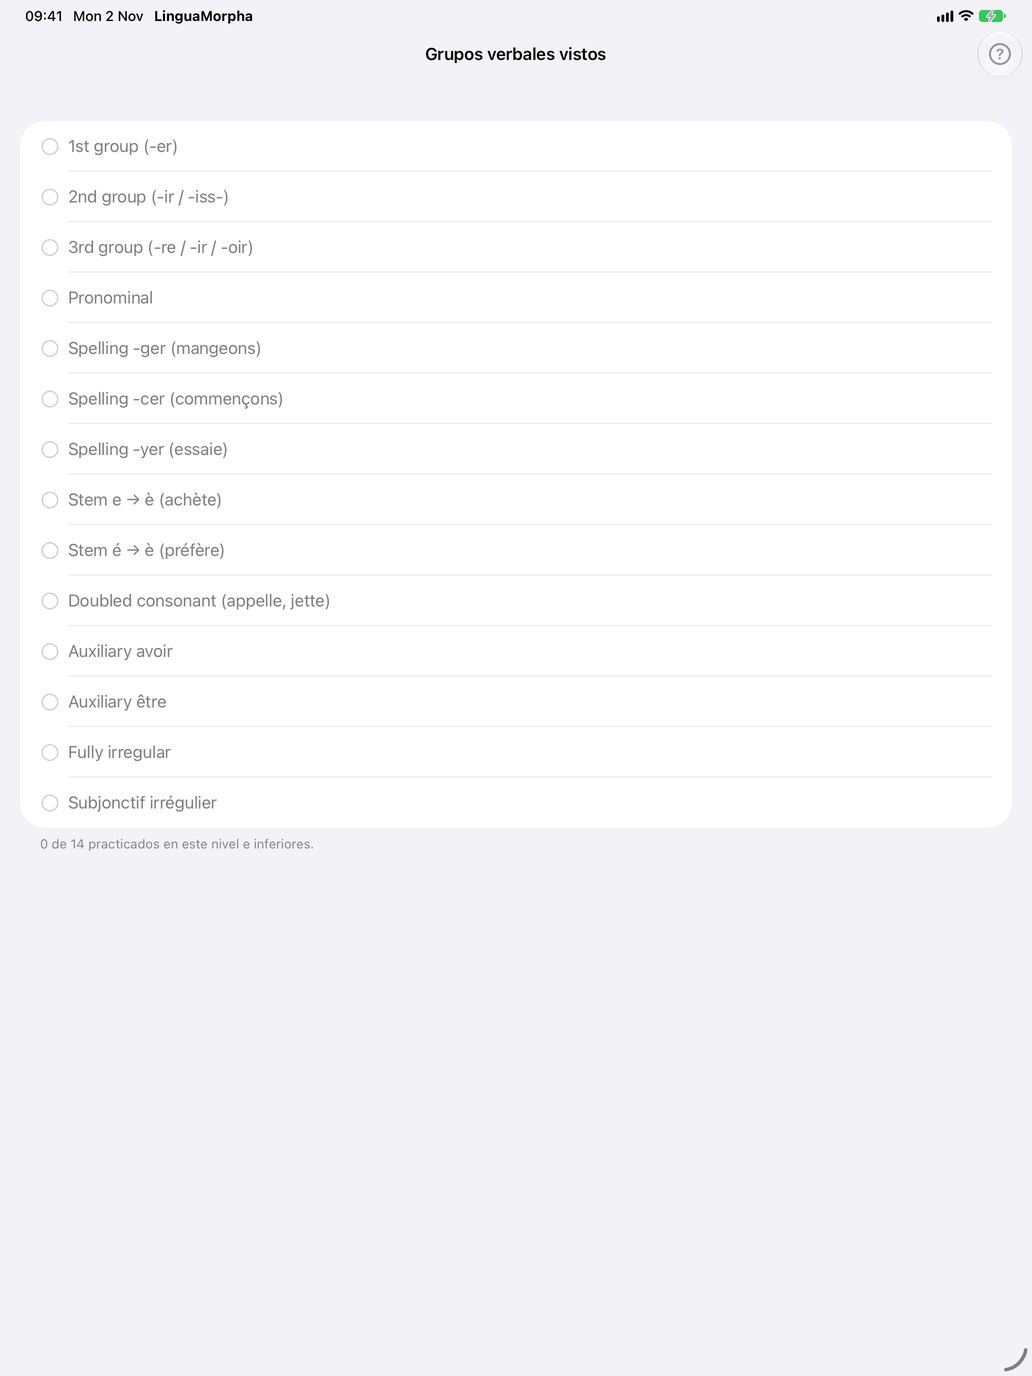 09:41 Mon 2 Nov LinguaMorpha
Grupos verbales vistos
?
1st group (-er)
2nd group (-ir / -iss-)
3rd group (-re / -ir / -oir)
Pronominal
Spelling -ger (mangeons)
Spelling -cer (commençons)
Spelling -yer (essaie)
Stem e → è (achète)
Stem é → è (préfère)
Doubled consonant (appelle, jette)
Auxiliary avoir
Auxiliary être
Fully irregular
Subjonctif irrégulier
0 de 14 practicados en este nivel e inferiores.